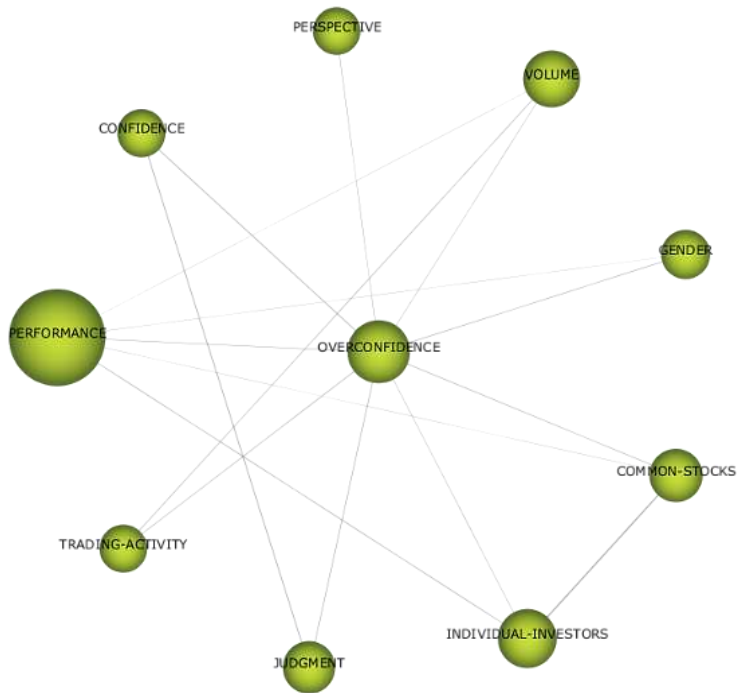 PERSPECTIVE
VOLUME
CONFIDENCE
GENDER
PERFORMANCE
OVERCONFIDENCE
COMMON-STOCKS
TRADING-ACTIVITY
INDIVIDUAL-INVESTORS
JUDGMENT